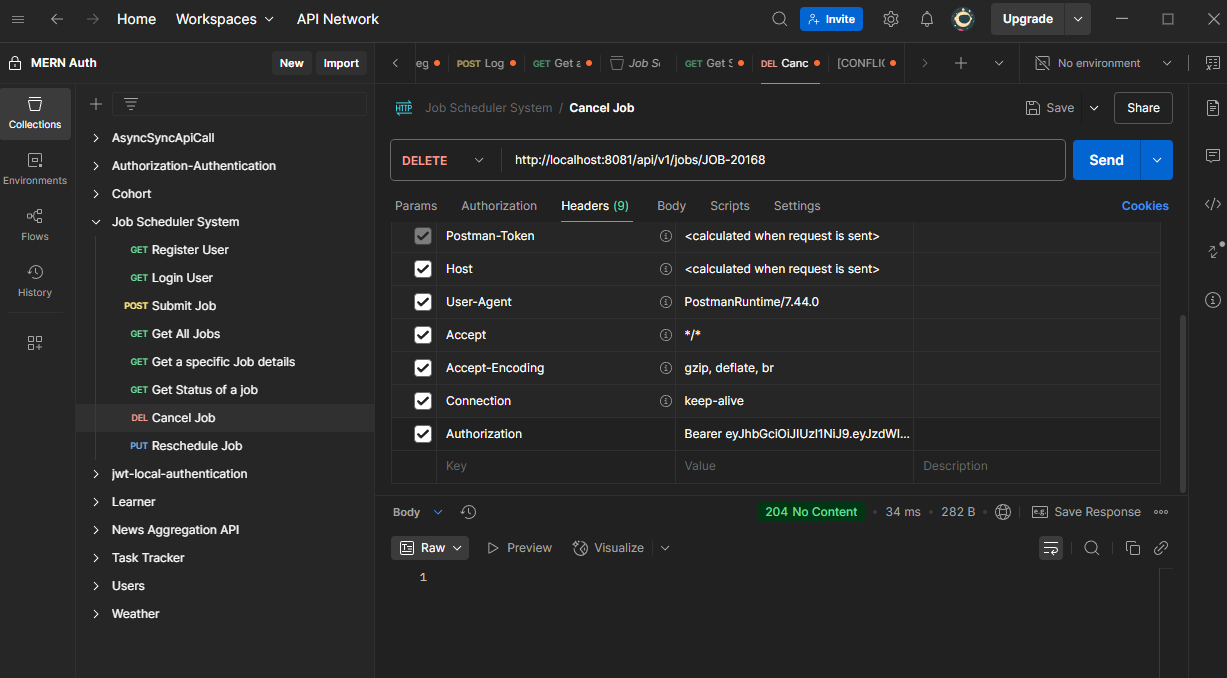 Home Workspaces API Network Invite Upgrade
MERN Auth New Import eg POST Log GET Get a Job Sc GET Get S DEL Canc [CONFLIC No environment
Collections
Environments
Flows
History
AsyncSyncApiCall
Authorization-Authentication
Cohort
Job Scheduler System
GET Register User
GET Login User
POST Submit Job
GET Get All Jobs
GET Get a specific Job details
GET Get Status of a job
DEL Cancel Job
PUT Reschedule Job
jwt-local-authentication
Learner
News Aggregation API
Task Tracker
Users
Weather
HTTP Job Scheduler System / Cancel Job Save Share
DELETE http://localhost:8081/api/v1/jobs/JOB-20168 Send
Params Authorization Headers (9) Body Scripts Settings Cookies
Postman-Token <calculated when request is sent>
Host <calculated when request is sent>
User-Agent PostmanRuntime/7.44.0
Accept */*
Accept-Encoding gzip, deflate, br
Connection keep-alive
Authorization Bearer eyJhbGciOiJIUzI1NiJ9.eyJzdWI...
Key Value Description
Body 204 No Content 34 ms 282 B e.g. Save Response
Raw Preview Visualize
1